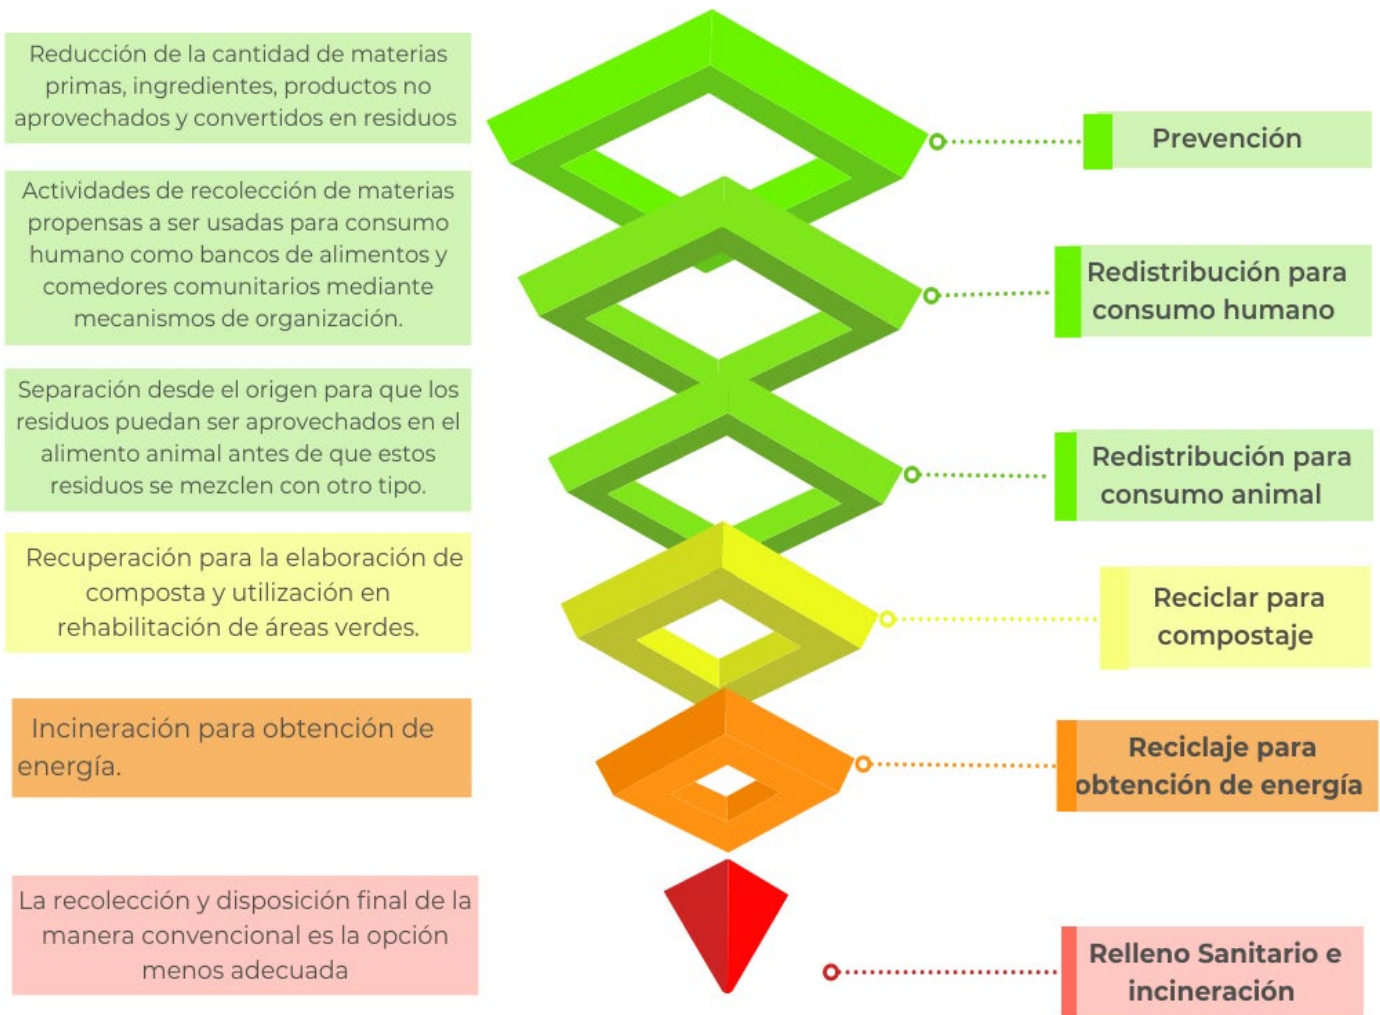 Reducción de la cantidad de materias
primas, ingredientes, productos no
aprovechados y convertidos en residuos
Prevención
Actividades de recolección de materias
propensas a ser usadas para consumo
humano como bancos de alimentos y
comedores comunitarios mediante
mecanismos de organización.
Redistribución para
consumo humano
Separación desde el origen para que los
residuos puedan ser aprovechados en el
alimento animal antes de que estos
residuos se mezclen con otro tipo.
Redistribución para
consumo animal
Recuperación para la elaboración de
composta y utilización en
rehabilitación de áreas verdes.
Reciclar para
compostaje
Incineración para obtención de
energía.
Reciclaje para
obtención de energía
La recolección y disposición final de la
manera convencional es la opción
menos adecuada
Relleno Sanitario e
incineración